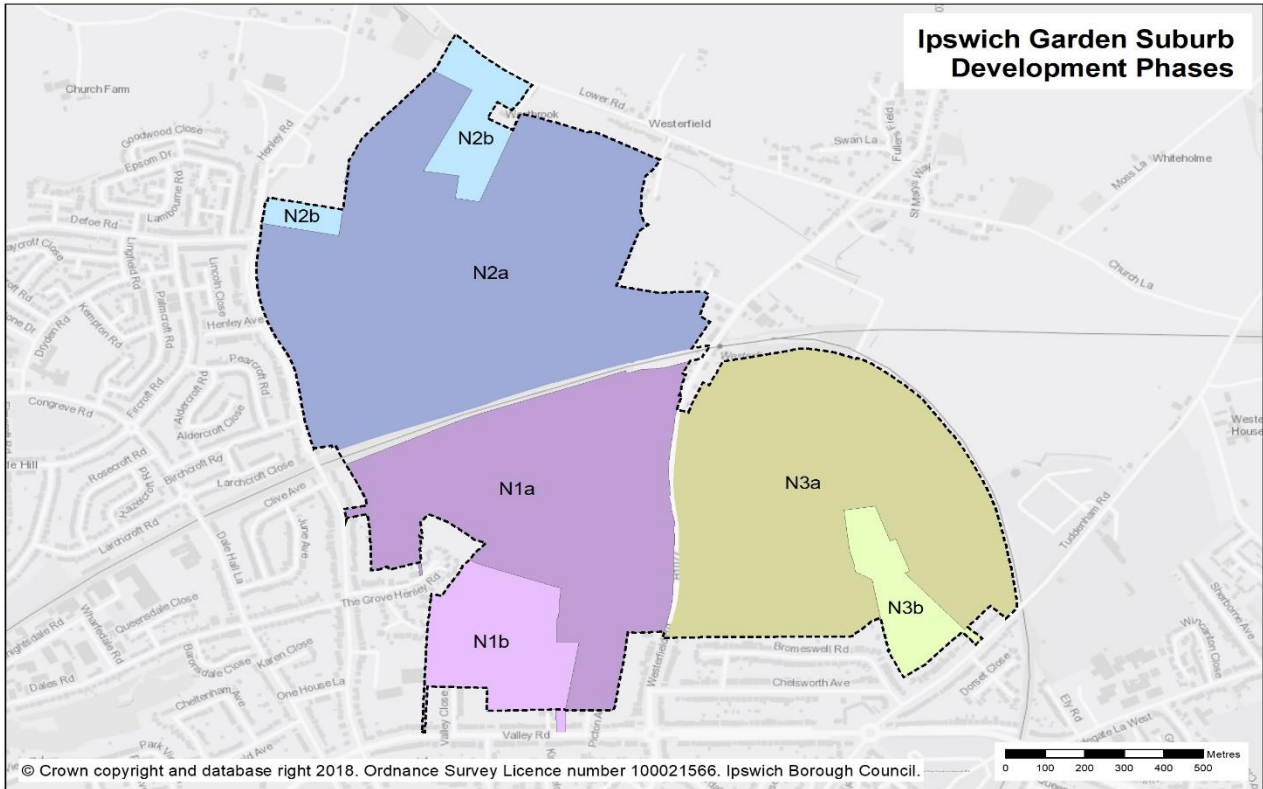 Ipswich Garden Suburb
Development Phases
Church Farm
Goodwood Close
Epsom Dr
Lambourne Rd
Henley Rd
Defoe Rd
Lingfield Rd
Palmcroft Rd
Lincoln Close
Henley Ave
Kempton Rd
Dryden Rd
Fircroft Rd
Pearcroft Rd
Aldercroft Rd
Aldercroft Close
Congreve Rd
Rosecroft Rd
Birchcroft Rd
Larchcroft Close
Larchcroft Rd
Clive Ave
June Ave
Dale Hall La
The Grove
Henley Rd
Queensdale Close
Wharfedale Rd
Dales Rd
Baronsdale Close
Karen Close
Cheltenham Ave
One House La
Valley Close
Valley Rd
Lower Rd
Westerfield
Swan La
Fullers Field
St Marys Way
Moss La
Whiteholme
Church La
Tuddenham Rd
Sherborne Ave
Wincanton Close
Bromeswell Rd
Chelsworth Ave
Dorset Close
Ely Rd
N2b
N2b
N2a
N1a
N1b
N3a
N3b
Metres
0 100 200 300 400 500
© Crown copyright and database right 2018. Ordnance Survey Licence number 100021566. Ipswich Borough Council.